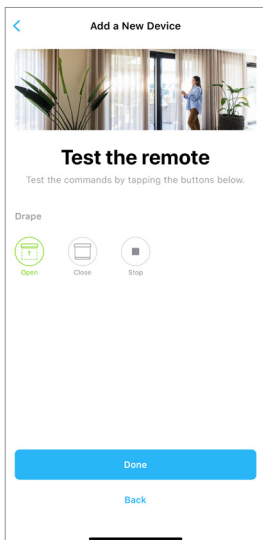 Add a New Device
Test the remote
Test the commands by tapping the buttons below.
Drape
Open Close Stop
Done
Back